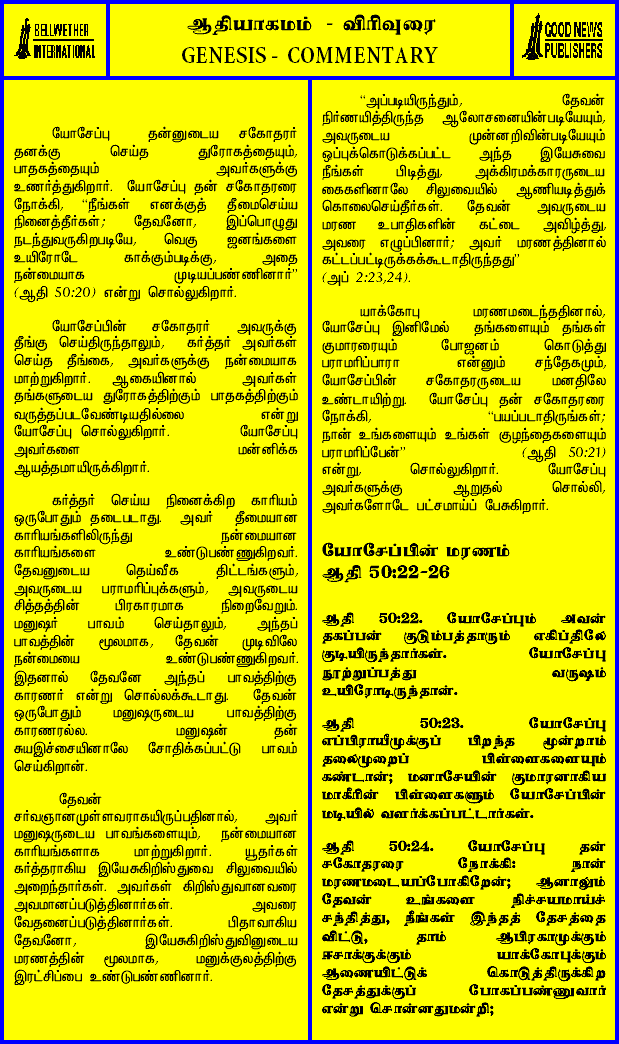 BELLWETHER
INTERNATIONAL
ஆதியாகமம் - விரிவுரை
GENESIS - COMMENTARY
GOOD NEWS
PUBLISHERS
யோசேப்பு தன்னுடைய சகோதரர்
தனக்கு செய்த துரோகத்தையும்,
பாதகத்தையும் அவர்களுக்கு
உணர்த்துகிறார். யோசேப்பு தன் சகோதரரை
நோக்கி, “நீங்கள் எனக்குத் தீமைசெய்ய
நினைத்தீர்கள்; தேவனோ, இப்பொழுது
நடந்துவருகிறபடியே, வெகு ஜனங்களை
உயிரோடே காக்கும்படிக்கு, அதை
நன்மையாக முடியப்பண்ணினார்”
(ஆதி 50:20) என்று சொல்லுகிறார்.
யோசேப்பின் சகோதரர் அவருக்கு
தீங்கு செய்திருந்தாலும், கர்த்தர் அவர்கள்
செய்த தீங்கை, அவர்களுக்கு நன்மையாக
மாற்றுகிறார். ஆகையினால் அவர்கள்
தங்களுடைய துரோகத்திற்கும் பாதகத்திற்கும்
வருத்தப்படவேண்டியதில்லை என்று
யோசேப்பு சொல்லுகிறார். யோசேப்பு
அவர்களை மன்னிக்க
ஆயத்தமாயிருக்கிறார்.
கர்த்தர் செய்ய நினைக்கிற காரியம்
ஒருபோதும் தடைபடாது. அவர் தீமையான
காரியங்களிலிருந்து நன்மையான
காரியங்களை உண்டுபண்ணுகிறவர்.
தேவனுடைய தெய்வீக திட்டங்களும்,
அவருடைய பராமரிப்புக்களும், அவருடைய
சித்தத்தின் பிரகாரமாக நிறைவேறும்.
மனுஷர் பாவம் செய்தாலும், அந்தப்
பாவத்தின் மூலமாக, தேவன் முடிவிலே
நன்மையை உண்டுபண்ணுகிறவர்.
இதனால் தேவனே அந்தப் பாவத்திற்கு
காரணர் என்று சொல்லக்கூடாது. தேவன்
ஒருபோதும் மனுஷருடைய பாவத்திற்கு
காரணரல்ல. மனுஷன் தன்
சுயஇச்சையினாலே சோதிக்கப்பட்டு பாவம்
செய்கிறான்.
தேவன்
சர்வஞானமுள்ளவராகயிருப்பதினால், அவர்
மனுஷருடைய பாவங்களையும், நன்மையான
காரியங்களாக மாற்றுகிறார். யூதர்கள்
கர்த்தராகிய இயேசுகிறிஸ்துவை சிலுவையில்
அறைந்தார்கள். அவர்கள் கிறிஸ்துவானவரை
அவமானப்படுத்தினார்கள். அவரை
வேதனைப்படுத்தினார்கள். பிதாவாகிய
தேவனோ, இயேசுகிறிஸ்துவினுடைய
மரணத்தின் மூலமாக, மனுக்குலத்திற்கு
இரட்சிப்பை உண்டுபண்ணினார்.
“அப்படியிருந்தும், தேவன்
நிர்ணயித்திருந்த ஆலோசனையின்படியேயும்,
அவருடைய முன்னறிவின்படியேயும்
ஒப்புக்கொடுக்கப்பட்ட அந்த இயேசுவை
நீங்கள் பிடித்து, அக்கிரமக்காரருடைய
கைகளினாலே சிலுவையில் ஆணியடித்துக்
கொலைசெய்தீர்கள். தேவன் அவருடைய
மரண உபாதிகளின் கட்டை அவிழ்த்து,
அவரை எழுப்பினார்; அவர் மரணத்தினால்
கட்டப்பட்டிருக்கக்கூடாதிருந்தது”
(அப் 2:23,24).
யாக்கோபு மரணமடைந்ததினால்,
யோசேப்பு இனிமேல் தங்களையும் தங்கள்
குமாரரையும் போஜனம் கொடுத்து
பராமரிப்பாரா என்னும் சந்தேகமும்,
யோசேப்பின் சகோதரருடைய மனதிலே
உண்டாயிற்று. யோசேப்பு தன் சகோதரரை
நோக்கி, “பயப்படாதிருங்கள்;
நான் உங்களையும் உங்கள் குழந்தைகளையும்
பராமரிப்பேன்” (ஆதி 50:21)
என்று, சொல்லுகிறார். யோசேப்பு
அவர்களுக்கு ஆறுதல் சொல்லி,
அவர்களோடே பட்சமாய்ப் பேசுகிறார்.
யோசேப்பின் மரணம்
ஆதி 50:22-26
ஆதி 50:22. யோசேப்பும் அவன்
தகப்பன் குடும்பத்தாரும் எகிப்திலே
குடியிருந்தார்கள். யோசேப்பு
நூற்றுப்பத்து வருஷம்
உயிரோடிருந்தான்.
ஆதி 50:23. யோசேப்பு
எப்பிராயீமுக்குப் பிறந்த மூன்றாம்
தலைமுறைப் பிள்ளைகளையும்
கண்டான்; மனாசேயின் குமாரனாகிய
மாகீரின் பிள்ளைகளும் யோசேப்பின்
மடியில் வளர்க்கப்பட்டார்கள்.
ஆதி 50:24. யோசேப்பு தன்
சகோதரரை நோக்கி: நான்
மரணமடையப்போகிறேன்; ஆனாலும்
தேவன் உங்களை நிச்சயமாய்ச்
சந்தித்து, நீங்கள் இந்தத் தேசத்தை
விட்டு, தாம் ஆபிரகாமுக்கும்
ஈசாக்குக்கும் யாக்கோபுக்கும்
ஆணையிட்டுக் கொடுத்திருக்கிற
தேசத்துக்குப் போகப்பண்ணுவார்
என்று சொன்னதுமன்றி;